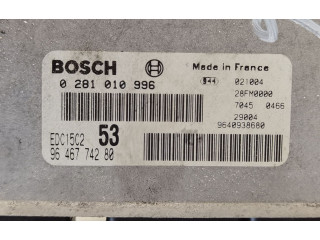 BOSCH
Made in France
0 281 010 996
021004
28FM0000
7045 0466
29004
9640938680
EDC15C2 53
96 467 742 80